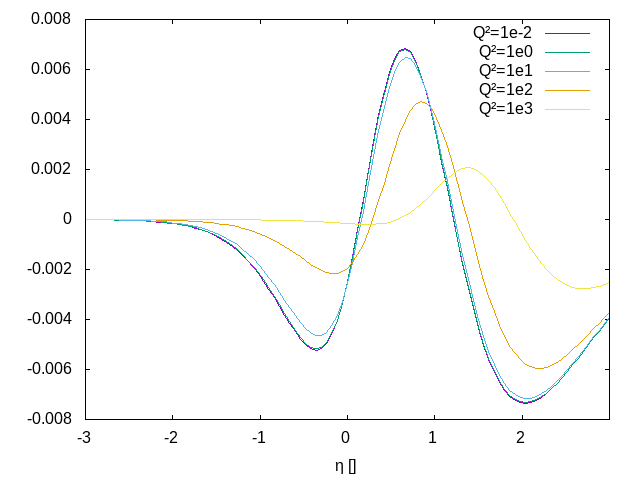 0.008
0.006
0.004
0.002
0
-0.002
-0.004
-0.006
-0.008
-3 -2 -1 0 1 2
η []
Q²=1e-2
Q²=1e0
Q²=1e1
Q²=1e2
Q²=1e3